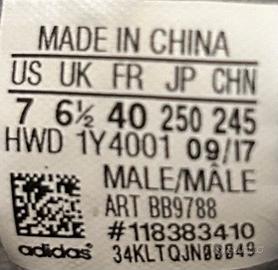 MADE IN CHINA
US UK FR JP CHN
7 6½ 40 250 245
HWD 1Y4001 09/17
MALE/MÂLE
ART BB9788
#118383410
adidas 34KLTQJN00049